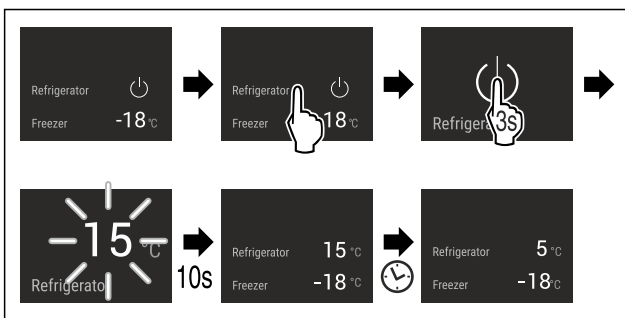 Refrigerator
Freezer -18 °C
Refrigerator
Freezer 18 °C
Refrigera 3s
15 °C
Refrigerato
10s
Refrigerator 15 °C
Freezer -18 °C
Refrigerator 5 °C
Freezer -18 °C